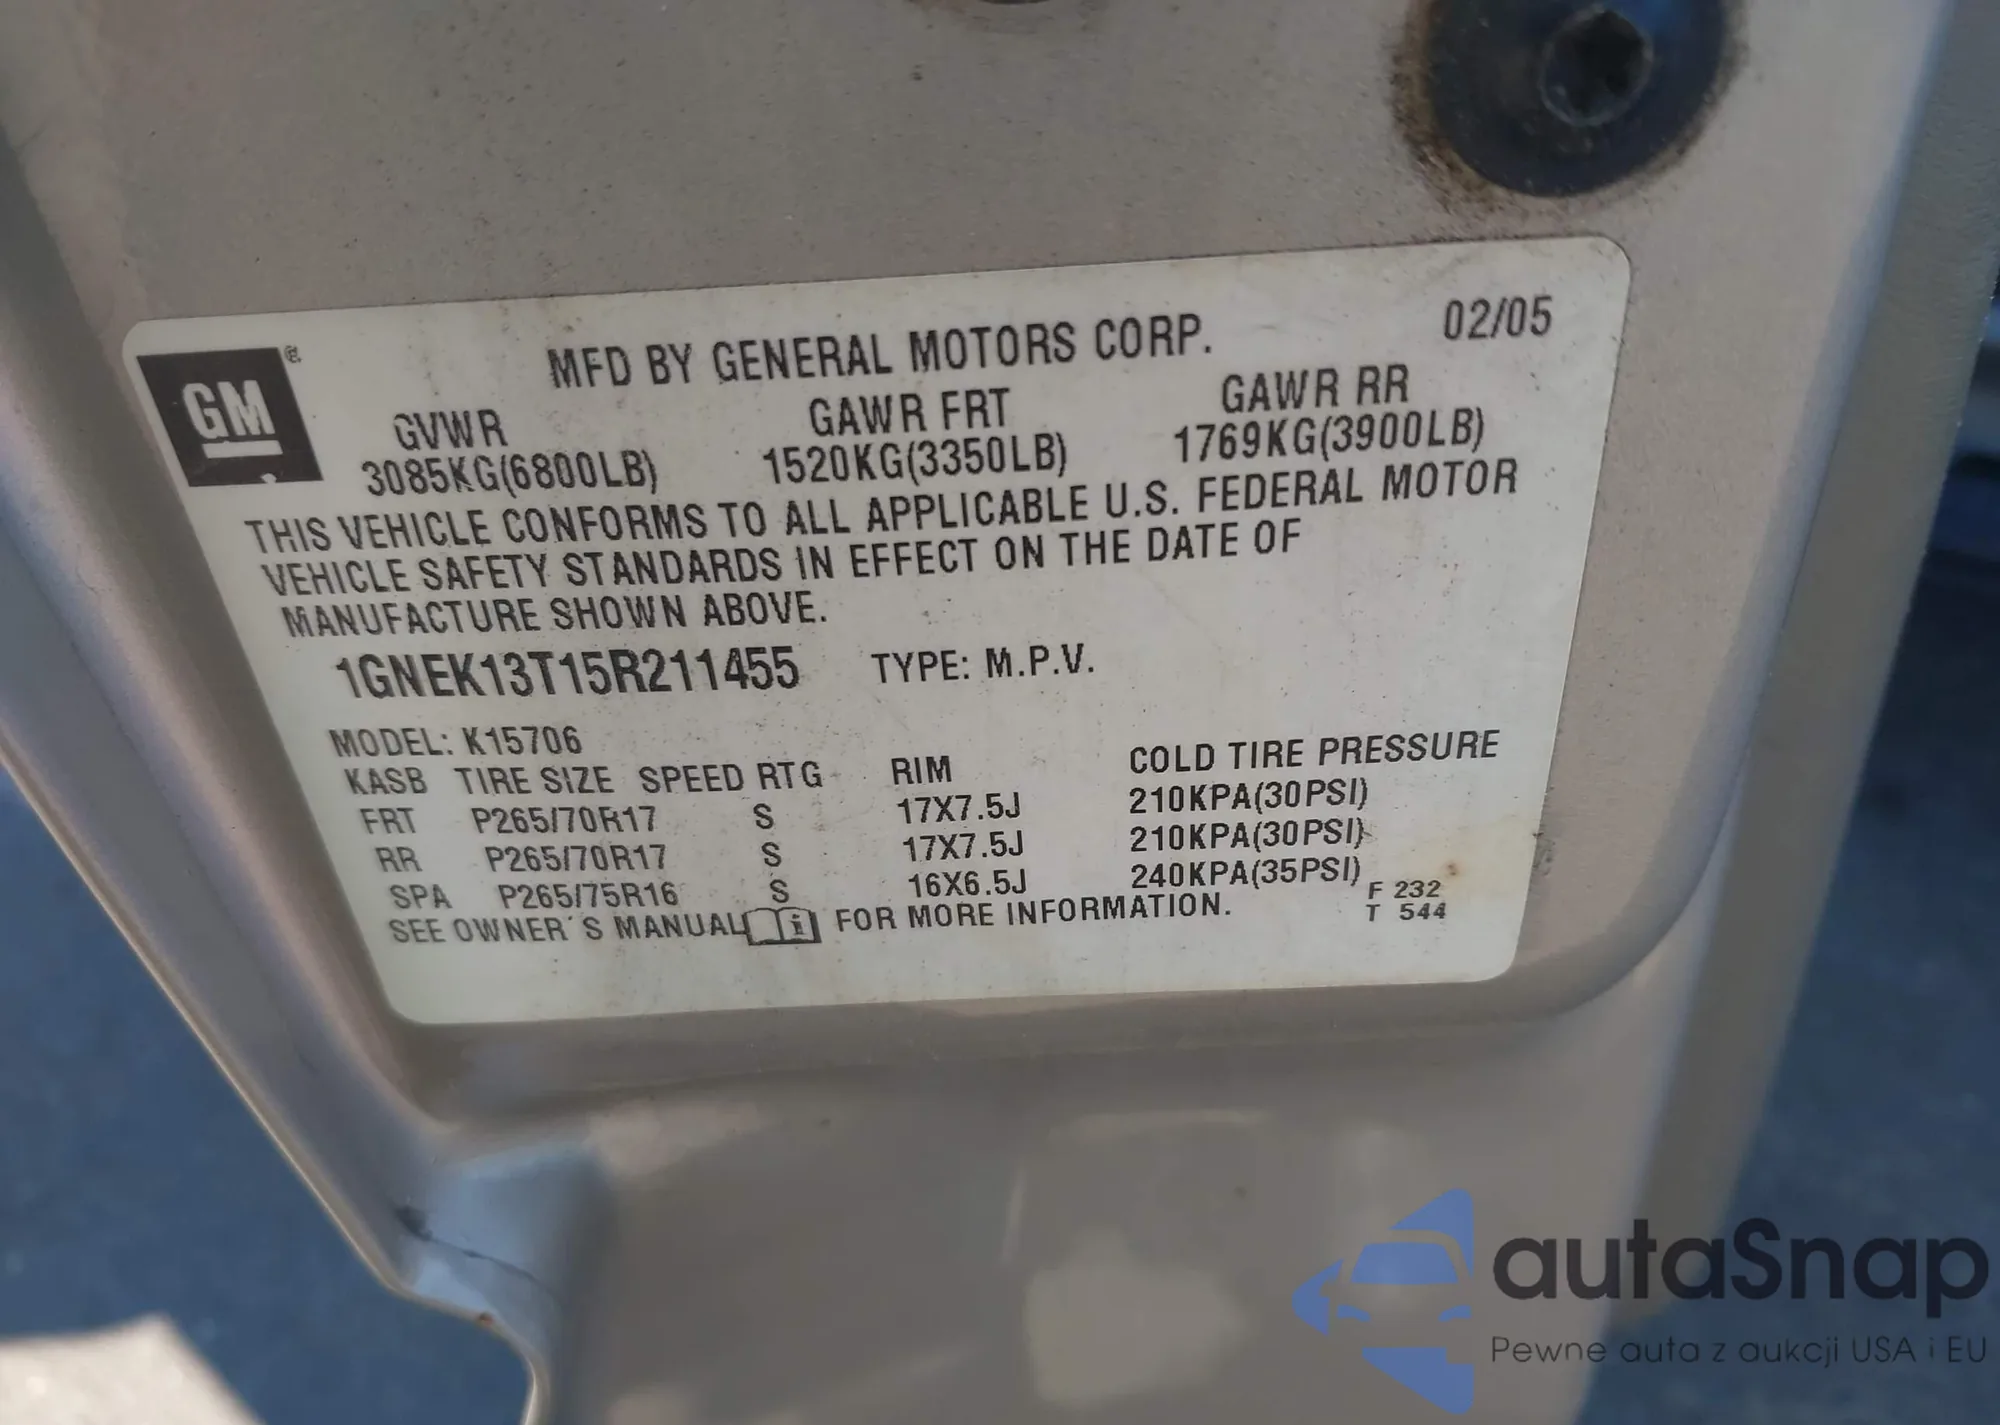 GM ®
MFD BY GENERAL MOTORS CORP. 02/05
GVWR GAWR FRT GAWR RR
3085KG(6800LB) 1520KG(3350LB) 1769KG(3900LB)
THIS VEHICLE CONFORMS TO ALL APPLICABLE U.S. FEDERAL MOTOR
VEHICLE SAFETY STANDARDS IN EFFECT ON THE DATE OF
MANUFACTURE SHOWN ABOVE.
1GNEK13T15R211455 TYPE: M.P.V.
MODEL: K15706
KASB TIRE SIZE SPEED RTG RIM COLD TIRE PRESSURE
FRT P265/70R17 S 17X7.5J 210KPA(30PSI)
RR P265/70R17 S 17X7.5J 210KPA(30PSI)
SPA P265/75R16 S 16X6.5J 240KPA(35PSI)
SEE OWNER'S MANUAL i FOR MORE INFORMATION.
F 232
T 544
autaSnap
Pewne auta z aukcji USA i EU